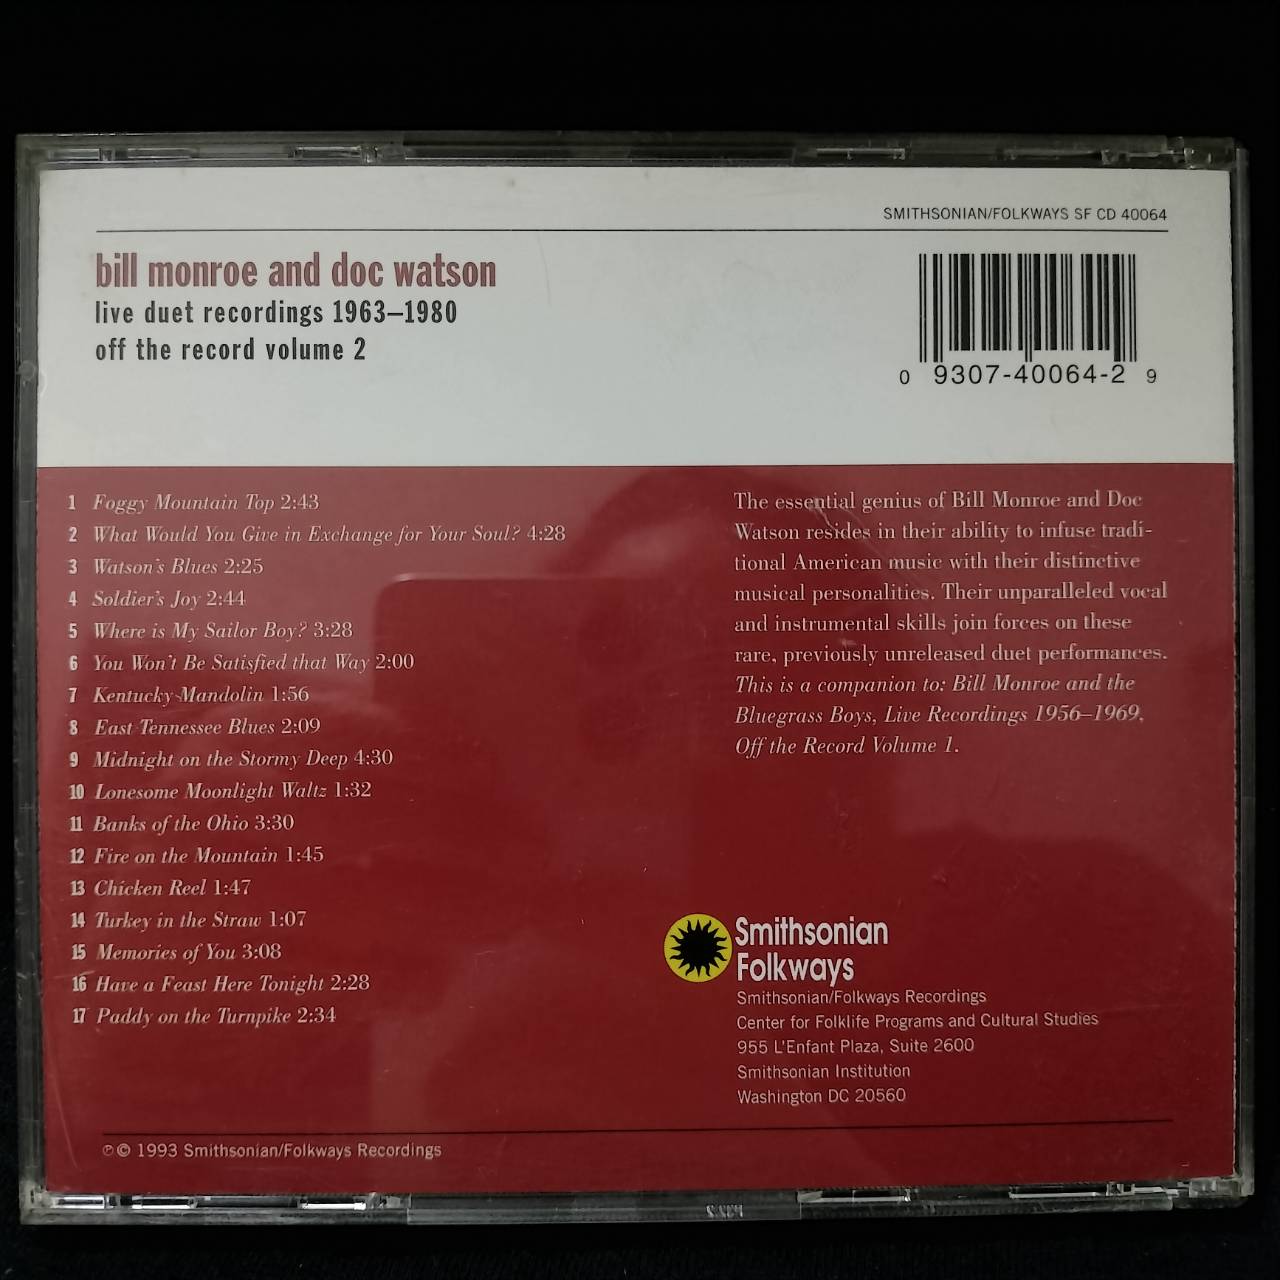 SMITHSONIAN/FOLKWAYS SF CD 40064
bill monroe and doc watson
live duet recordings 1963–1980
off the record volume 2
0 9307-40064-2 9
1 Foggy Mountain Top 2:43
2 What Would You Give in Exchange for Your Soul? 4:28
3 Watson's Blues 2:25
4 Soldier's Joy 2:44
5 Where is My Sailor Boy? 3:28
6 You Won't Be Satisfied that Way 2:00
7 Kentucky Mandolin 1:56
8 East Tennessee Blues 2:09
9 Midnight on the Stormy Deep 4:30
10 Lonesome Moonlight Waltz 1:32
11 Banks of the Ohio 3:30
12 Fire on the Mountain 1:45
13 Chicken Reel 1:47
14 Turkey in the Straw 1:07
15 Memories of You 3:08
16 Have a Feast Here Tonight 2:28
17 Paddy on the Turnpike 2:34
The essential genius of Bill Monroe and Doc
Watson resides in their ability to infuse tradi-
tional American music with their distinctive
musical personalities. Their unparalleled vocal
and instrumental skills join forces on these
rare, previously unreleased duet performances.
This is a companion to: Bill Monroe and the
Bluegrass Boys, Live Recordings 1956–1969,
Off the Record Volume 1.
Smithsonian
Folkways
Smithsonian/Folkways Recordings
Center for Folklife Programs and Cultural Studies
955 L'Enfant Plaza, Suite 2600
Smithsonian Institution
Washington DC 20560
℗© 1993 Smithsonian/Folkways Recordings